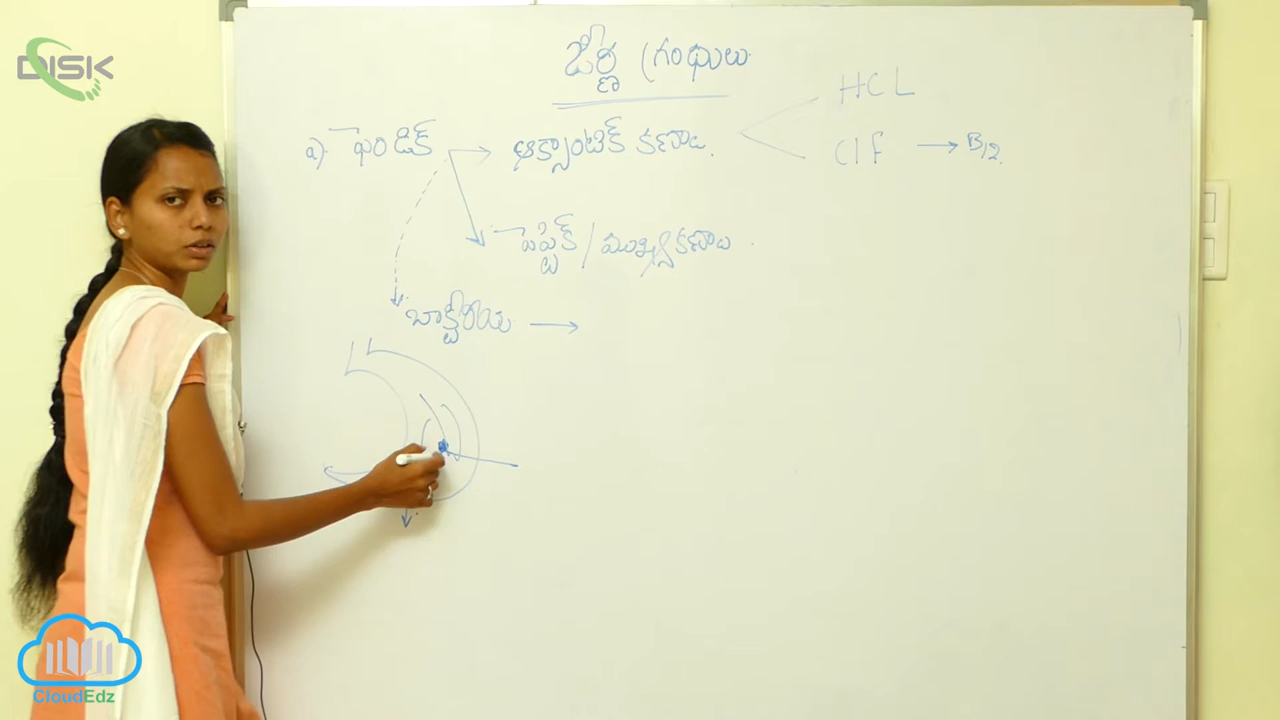 DISK
జీర్ణ గ్రంథులు
a) ఫండిక్ → ఆక్సాంటిక్ కణాలు.
HCL
CIF → B12.
పెప్టిక్ / ముఖ్య కణాలు
→
CloudEdz